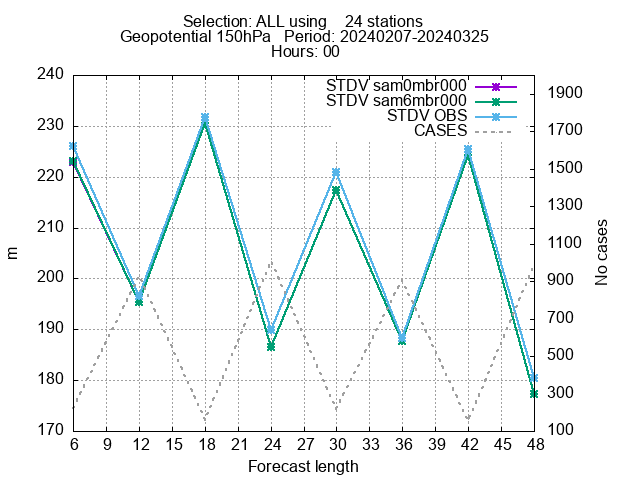 Selection: ALL using    24 stations
Geopotential 150hPa   Period: 20240207-20240325
Hours: 00
STDV sam0mbr000
STDV sam6mbr000
STDV OBS
CASES
240
230
220
210
200
190
180
170
m
1900
1700
1500
1300
1100
900
700
500
300
100
No cases
6 9 12 15 18 21 24 27 30 33 36 39 42 45 48
Forecast length